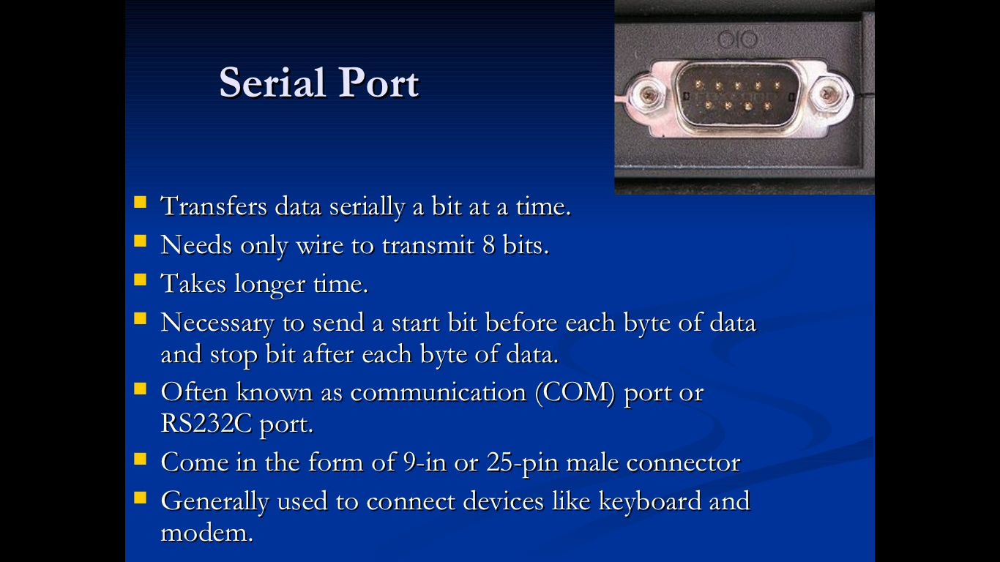 Serial Port
Transfers data serially a bit at a time.
Needs only wire to transmit 8 bits.
Takes longer time.
Necessary to send a start bit before each byte of data
and stop bit after each byte of data.
Often known as communication (COM) port or
RS232C port.
Come in the form of 9-in or 25-pin male connector
Generally used to connect devices like keyboard and
modem.